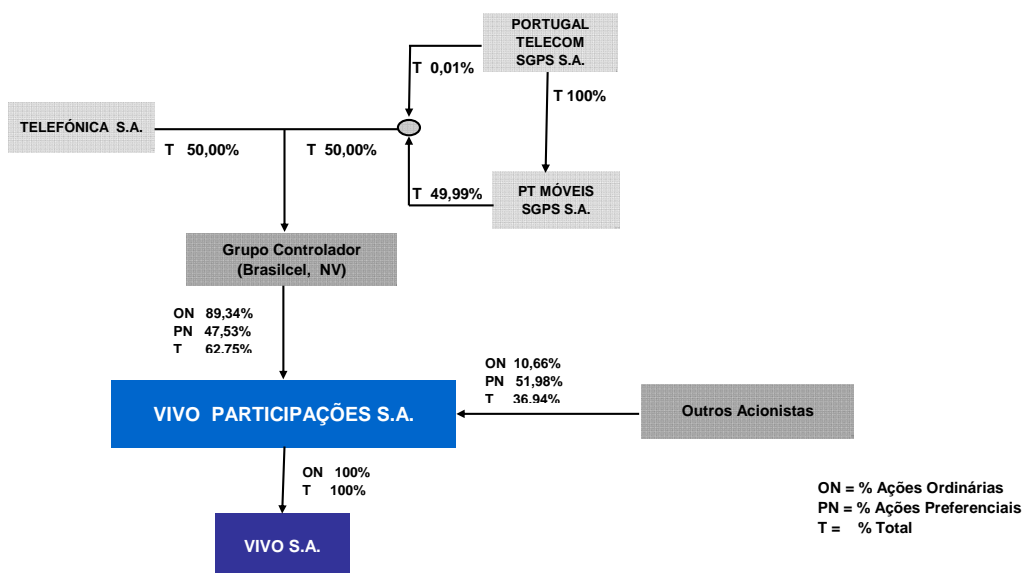 PORTUGAL
TELECOM
SGPS S.A.
T 0,01%
T 100%
TELEFÓNICA S.A.
T 50,00%
T 50,00%
T 49,99%
PT MÓVEIS
SGPS S.A.
Grupo Controlador
(Brasilcel, NV)
ON 89,34%
PN 47,53%
T 62,75%
ON 10,66%
PN 51,98%
T 36,94%
VIVO PARTICIPAÇÕES S.A.
Outros Acionistas
ON 100%
T 100%
ON = % Ações Ordinárias
PN = % Ações Preferenciais
T = % Total
VIVO S.A.